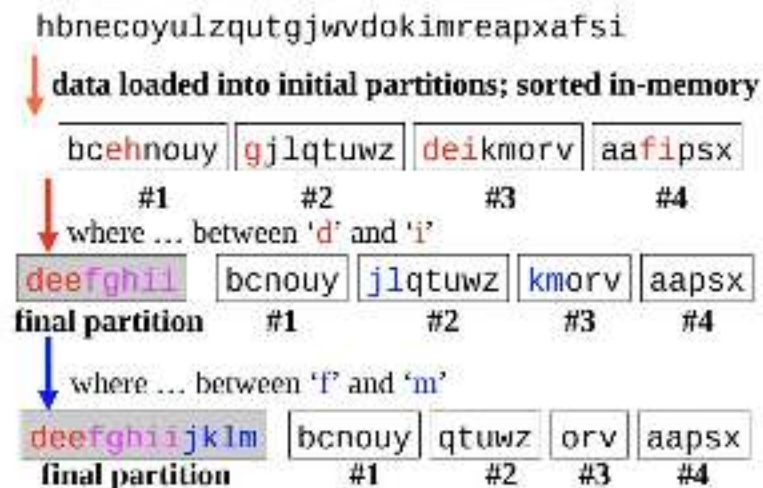 hbnecoyulzqutgjwvdokimreapxafsi
data loaded into initial partitions; sorted in-memory
bcehnouy gjlqtuwz deikmorv aafipsx
#1 #2 #3 #4
where … between ‘d’ and ‘i’
deefghii bcnouy jlqtuwz kmorv aapsx
final partition #1 #2 #3 #4
where … between ‘f’ and ‘m’
deefghiijklm bcnouy qtuwz orv aapsx
final partition #1 #2 #3 #4